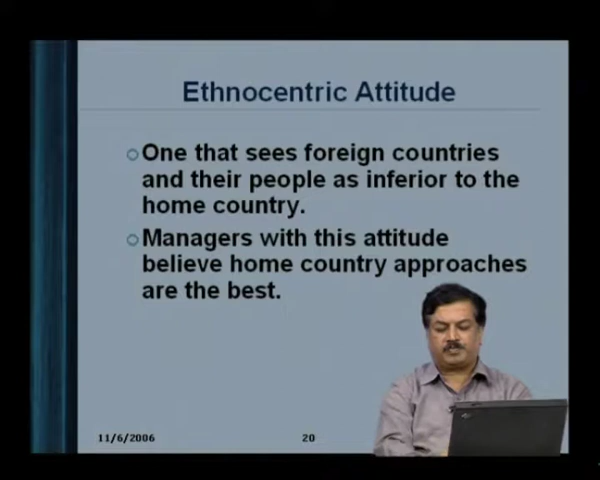 Ethnocentric Attitude
One that sees foreign countries
and their people as inferior to the
home country.
Managers with this attitude
believe home country approaches
are the best.
11/6/2006
20